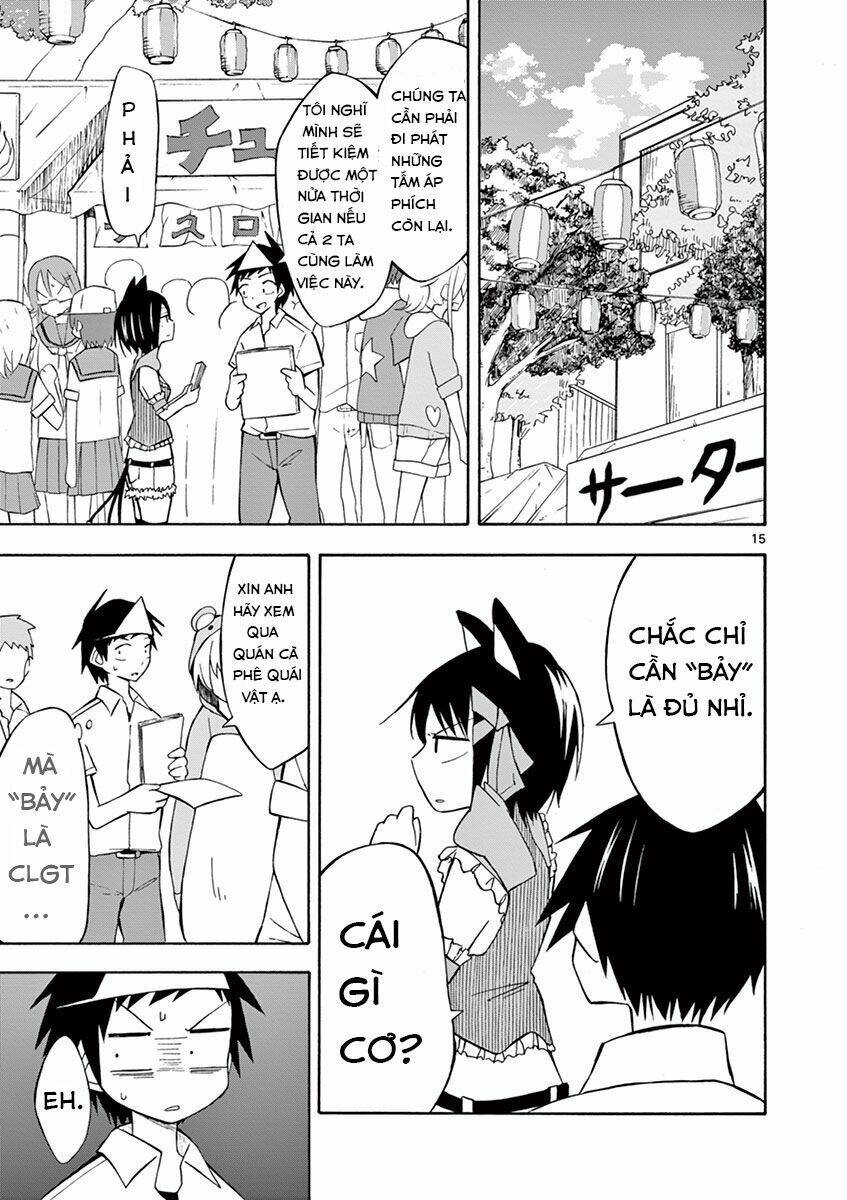 サーター
CHÚNG TA
CẦN PHẢI
ĐI PHÁT
NHỮNG
TẤM ÁP
PHÍCH
CÒN LẠI.
TÔI NGHĨ
MÌNH SẼ
TIẾT KIỆM
ĐƯỢC MỘT
NỬA THỜI
GIAN NẾU
CẢ 2 TA
CÙNG LÀM
VIỆC NÀY.
PHẢI
チュ
チュロ
15
CHẮC CHỈ
CẦN “BẢY”
LÀ ĐỦ NHỈ.
CÁI
GÌ
CƠ?
XIN ANH
HÃY XEM
QUA
QUÁN CÀ
PHÊ QUÁI
VẬT Ạ.
MÀ
“BẢY”
LÀ
CLGT
...
EH.